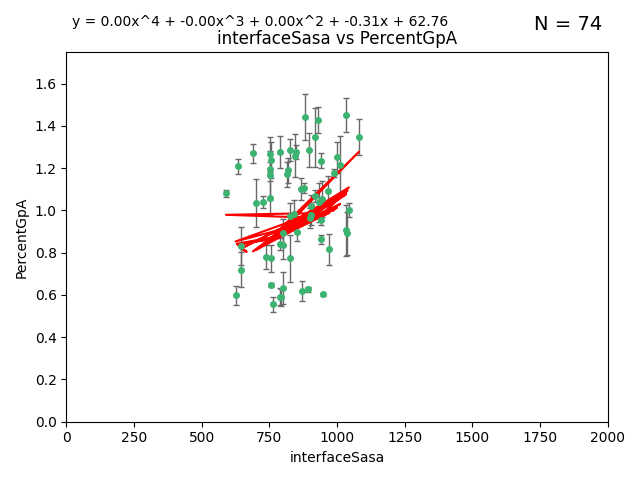 y = 0.00x^4 + -0.00x^3 + 0.00x^2 + -0.31x + 62.76
N = 74
interfaceSasa vs PercentGpA
1.6
1.4
1.2
1.0
0.8
0.6
0.4
0.2
0.0
PercentGpA
0 250 500 750 1000 1250 1500 1750 2000
interfaceSasa